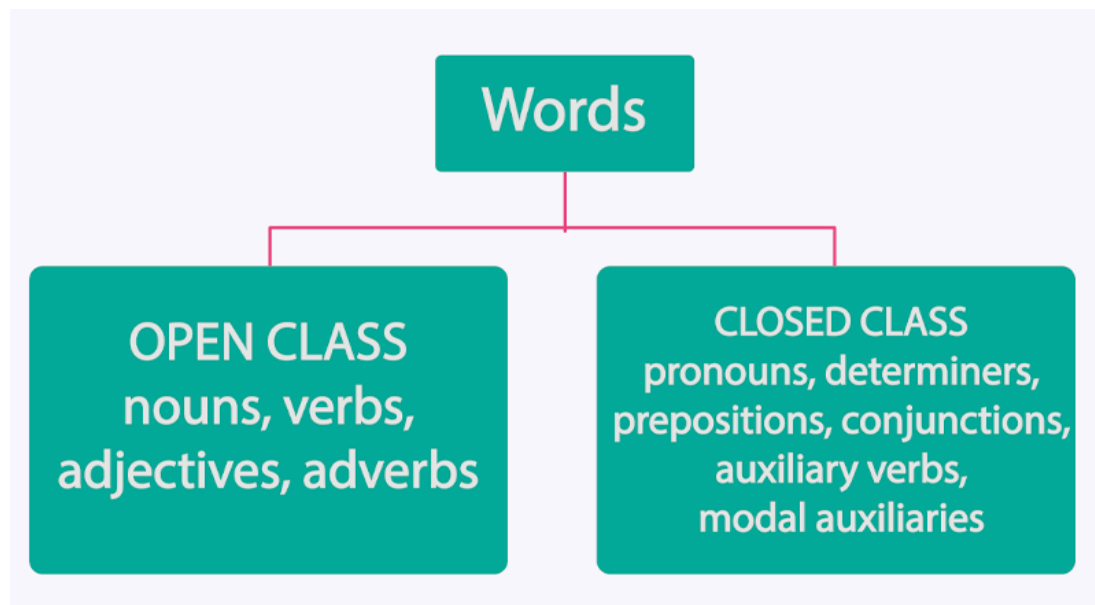 Words
OPEN CLASS
nouns, verbs,
adjectives, adverbs
CLOSED CLASS
pronouns, determiners,
prepositions, conjunctions,
auxiliary verbs,
modal auxiliaries